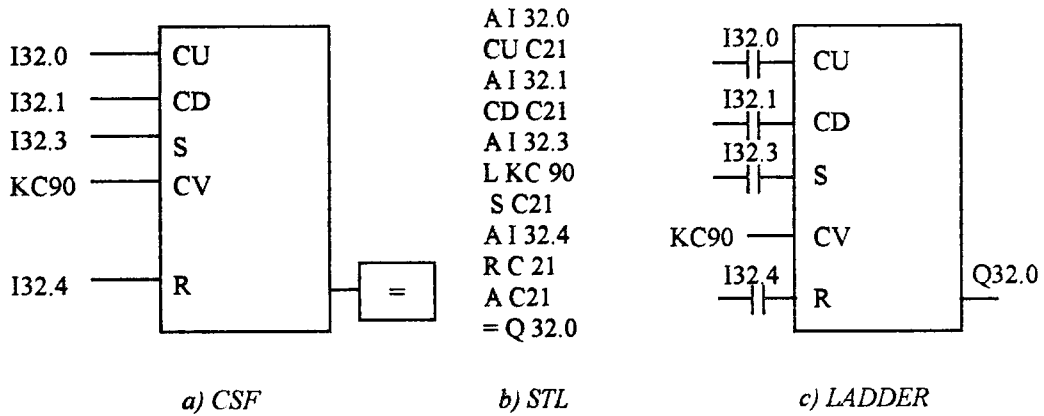 I32.0
CU
I32.1
CD
I32.3
S
KC90
CV
I32.4
R
=
a) CSF
A I 32.0
CU C21
A I 32.1
CD C21
A I 32.3
L KC 90
S C21
A I 32.4
R C 21
A C21
= Q 32.0
b) STL
I32.0
CU
I32.1
CD
I32.3
S
KC90
CV
I32.4
R
Q32.0
c) LADDER